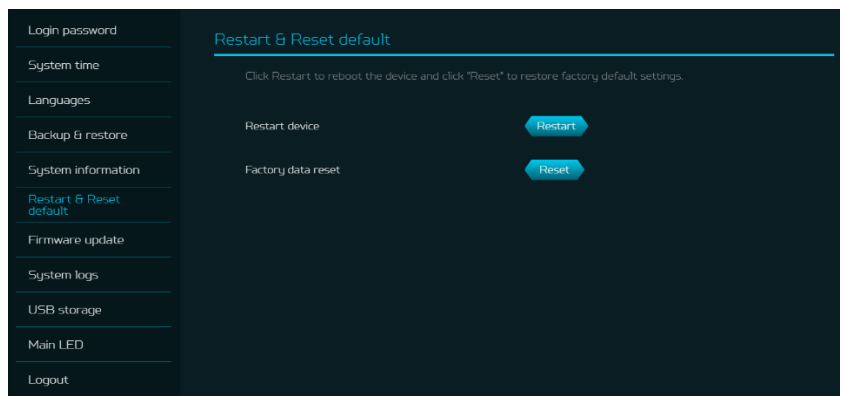 Login password
System time
Languages
Backup & restore
System information
Restart & Reset
default
Firmware update
System logs
USB storage
Main LED
Logout
Restart & Reset default
Click Restart to reboot the device and click "Reset" to restore factory default settings.
Restart device
Restart
Factory data reset
Reset